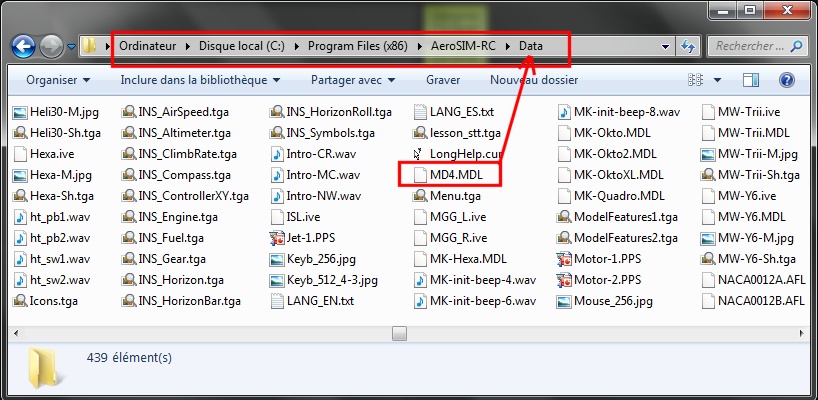 Ordinateur ▸ Disque local (C:) ▸ Program Files (x86) ▸ AeroSIM-RC ▸ Data
Rechercher ...
Organiser Inclure dans la bibliothèque Partager avec Graver Nouveau dossier
Heli30-M.jpg
Heli30-Sh.tga
Hexa.ive
Hexa-M.jpg
Hexa-Sh.tga
ht_pb1.wav
ht_pb2.wav
ht_sw1.wav
ht_sw2.wav
Icons.tga
INS_AirSpeed.tga
INS_Altimeter.tga
INS_ClimbRate.tga
INS_Compass.tga
INS_ControllerXY.tga
INS_Engine.tga
INS_Fuel.tga
INS_Gear.tga
INS_Horizon.tga
INS_HorizonBar.tga
INS_HorizonRoll.tga
INS_Symbols.tga
Intro-CR.wav
Intro-MC.wav
Intro-NW.wav
ISL.ive
Jet-1.PPS
Keyb_256.jpg
Keyb_512_4-3.jpg
LANG_EN.txt
LANG_ES.txt
lesson_stt.tga
LongHelp.cur
MD4.MDL
Menu.tga
MGG_L.ive
MGG_R.ive
MK-Hexa.MDL
MK-init-beep-4.wav
MK-init-beep-6.wav
MK-init-beep-8.wav
MK-Okto.MDL
MK-Okto2.MDL
MK-OktoXL.MDL
MK-Quadro.MDL
ModelFeatures1.tga
ModelFeatures2.tga
Motor-1.PPS
Motor-2.PPS
Mouse_256.jpg
MW-Trii.ive
MW-Trii.MDL
MW-Trii-M.jpg
MW-Trii-Sh.tga
MW-Y6.ive
MW-Y6.MDL
MW-Y6-M.jpg
MW-Y6-Sh.tga
NACA0012A.AFL
NACA0012B.AFL
439 élément(s)